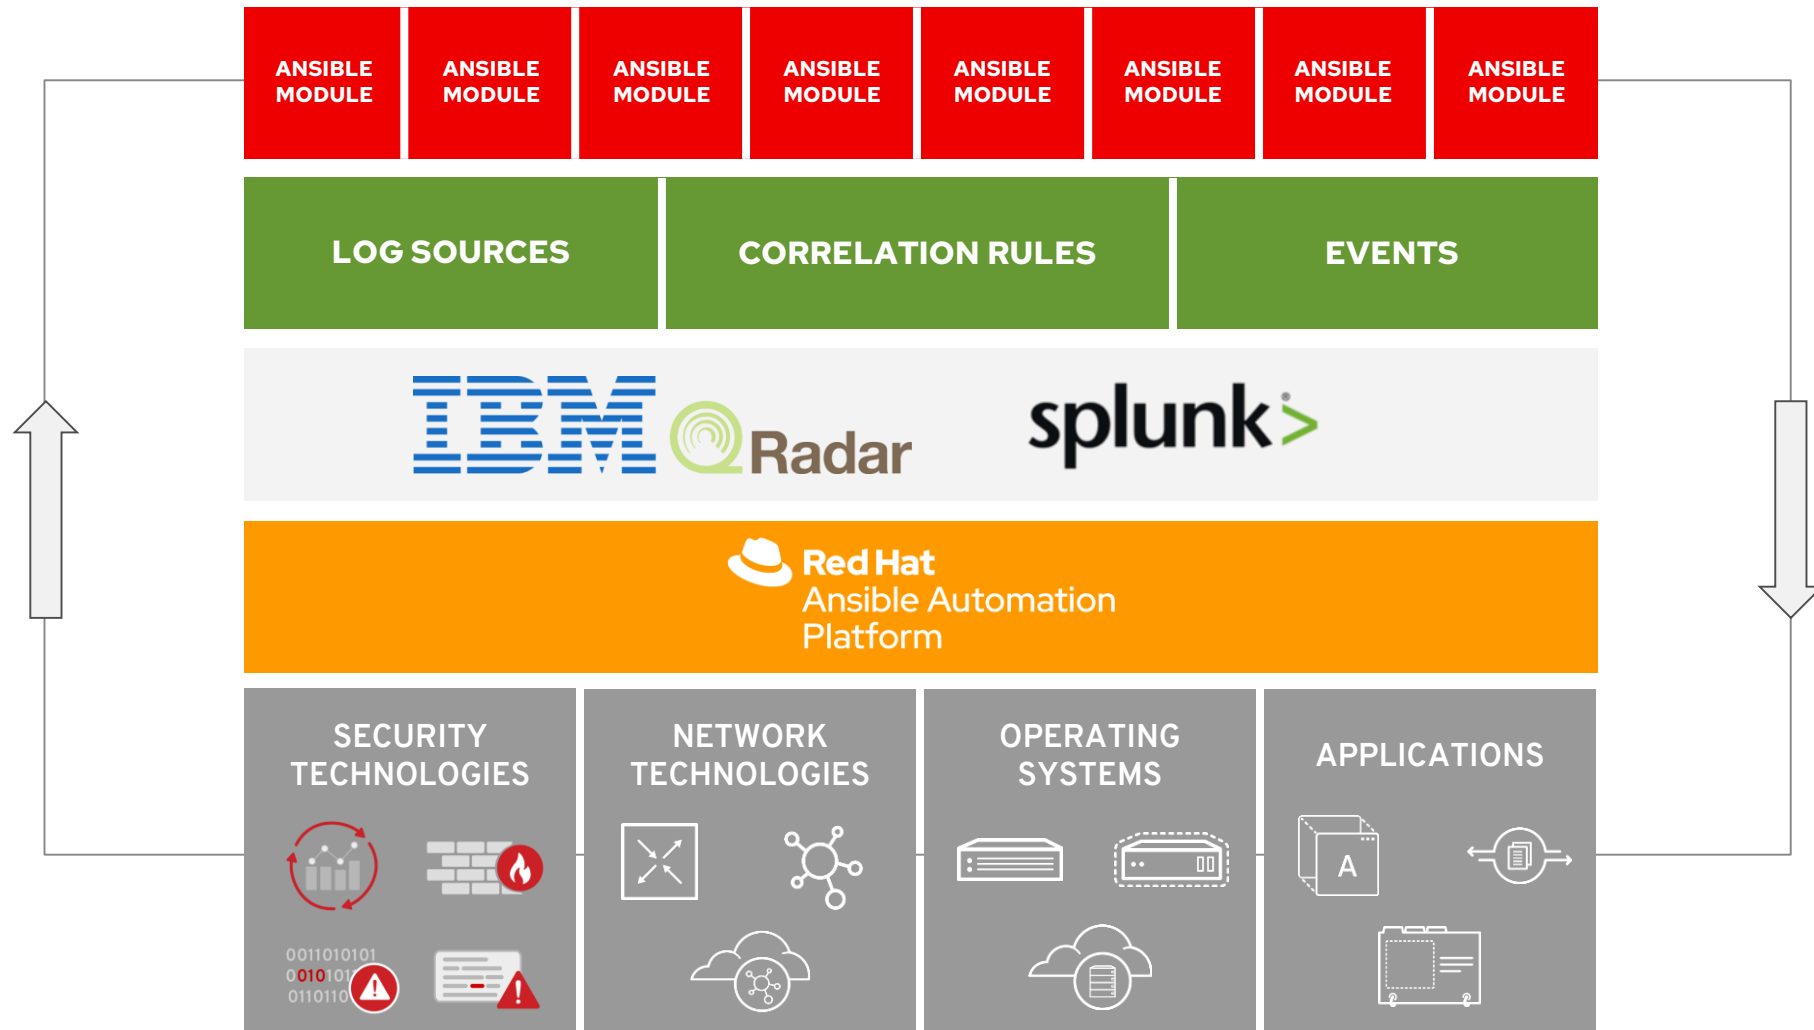 ANSIBLE MODULE
ANSIBLE MODULE
ANSIBLE MODULE
ANSIBLE MODULE
ANSIBLE MODULE
ANSIBLE MODULE
ANSIBLE MODULE
ANSIBLE MODULE
LOG SOURCES
CORRELATION RULES
EVENTS
IBM QRadar
splunk>®
Red Hat
Ansible Automation
Platform
SECURITY
TECHNOLOGIES
NETWORK
TECHNOLOGIES
OPERATING
SYSTEMS
APPLICATIONS
A
0011010101
0010101
0110110